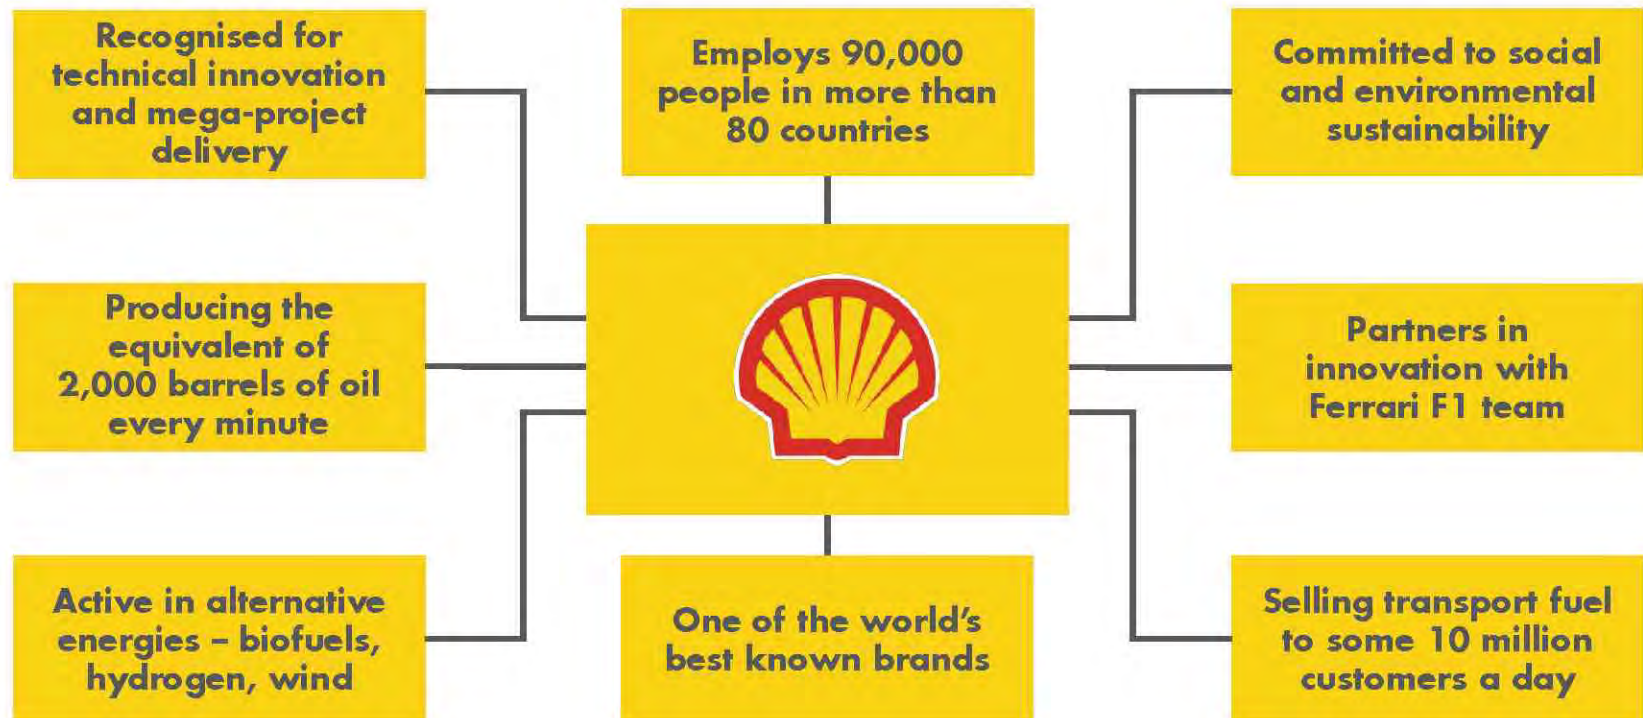 Recognised for
technical innovation
and mega-project
delivery
Employs 90,000
people in more than
80 countries
Committed to social
and environmental
sustainability
Producing the
equivalent of
2,000 barrels of oil
every minute
Partners in
innovation with
Ferrari F1 team
Active in alternative
energies – biofuels,
hydrogen, wind
One of the world’s
best known brands
Selling transport fuel
to some 10 million
customers a day